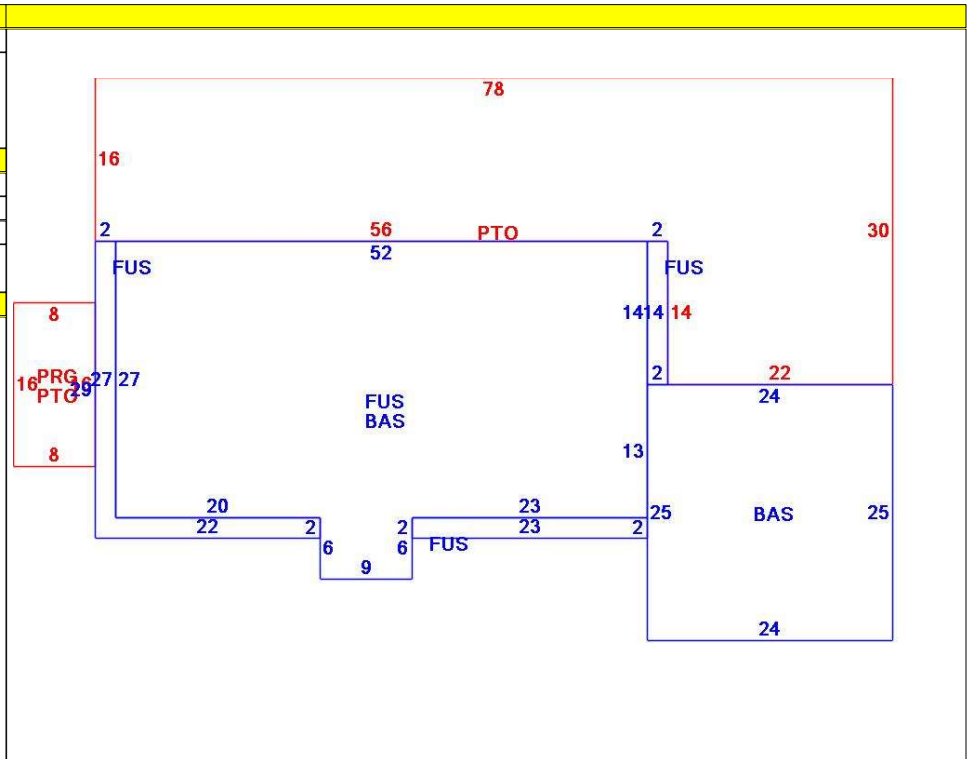 78
16
2 56 PTO 2 30
52
FUS FUS
8 14 14 14
16 PRG 16 27 27 2 22
PTO 29 24
FUS
BAS
8 13
20 23 25 BAS 25
22 2 2 23 2
6 6 FUS
9
24